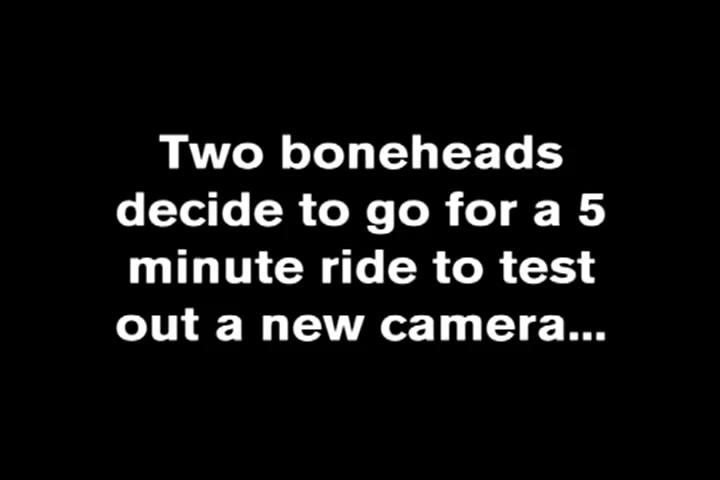 Two boneheads
decide to go for a 5
minute ride to test
out a new camera...